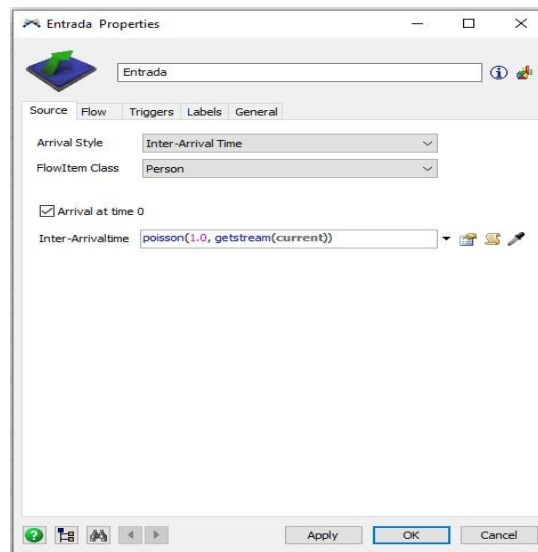 Entrada Properties
Entrada
Source Flow Triggers Labels General
Arrival Style Inter-Arrival Time
FlowItem Class Person
Arrival at time 0
Inter-Arrivaltime poisson(1.0, getstream(current))
Apply OK Cancel